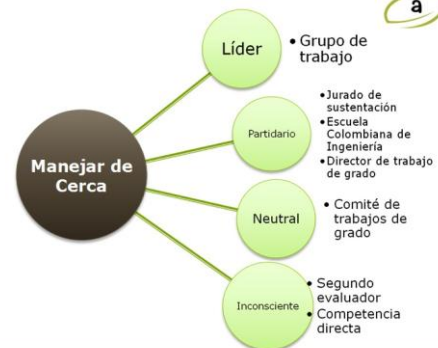 a
Líder
• Grupo de
trabajo
Manejar de
Cerca
Partidario
•Jurado de
sustentación
•Escuela
Colombiana de
Ingeniería
•Director de trabajo
de grado
Neutral
• Comité de
trabajos de
grado
Inconsciente
• Segundo
evaluador
• Competencia
directa